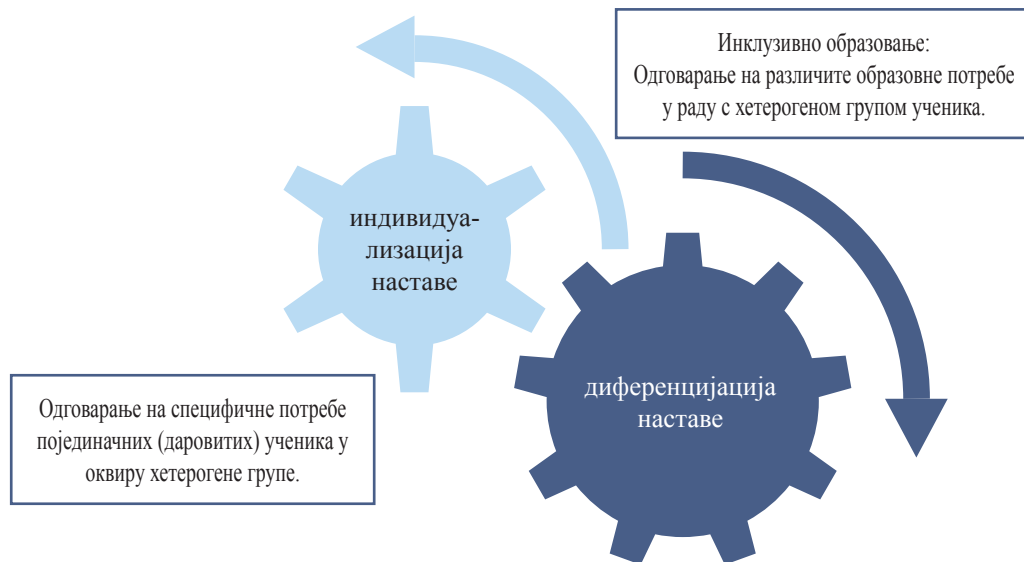 Инклузивно образовање:
Одговарање на различите образовне потребе
у раду с хетерогеном групом ученика.
индивидуа-
лизација
наставе
диференцијација
наставе
Одговарање на специфичне потребе
појединачних (даровитих) ученика у
оквиру хетерогене групе.